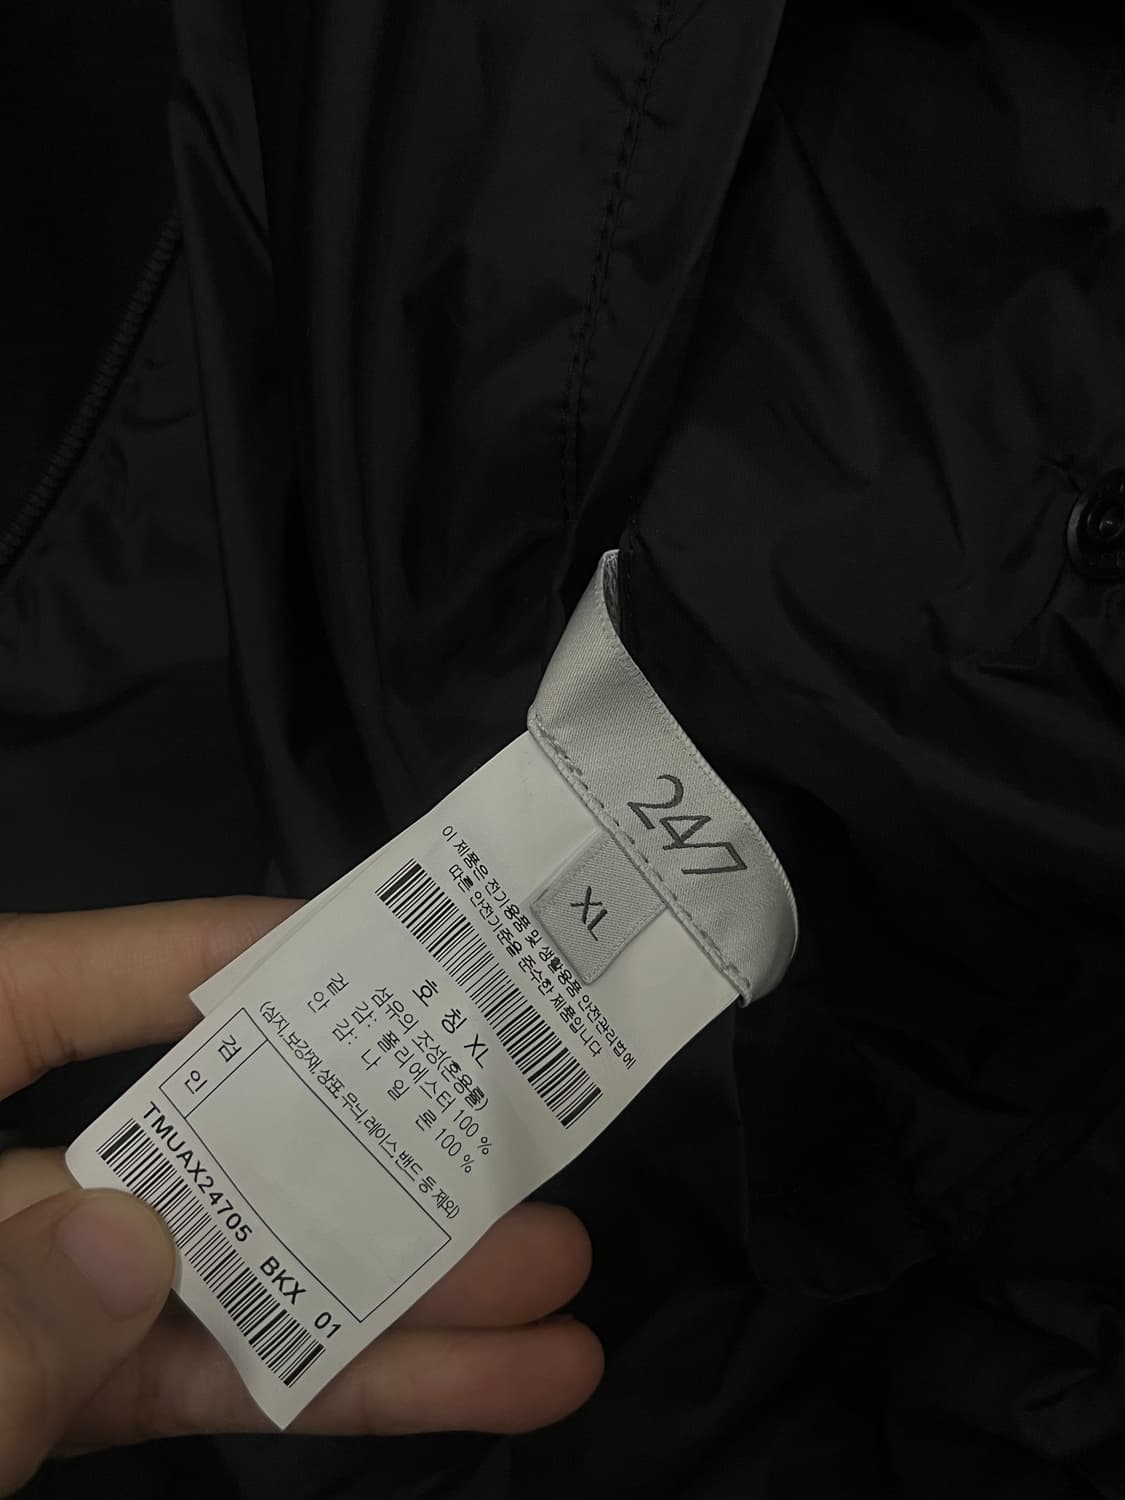 24/7
XL
이 제품은 전기용품 및 생활용품 안전관리법에
따른 안전기준을 준수한 제품입니다
호 칭 XL
섬유의 조성(혼용률)
겉 감: 폴리에스터 100 %
안 감: 나 일 론 100 %
(심지,보강재,상표,무늬,레이스,밴드 등 제외)
검 인
TMUAX24705 BKX 01